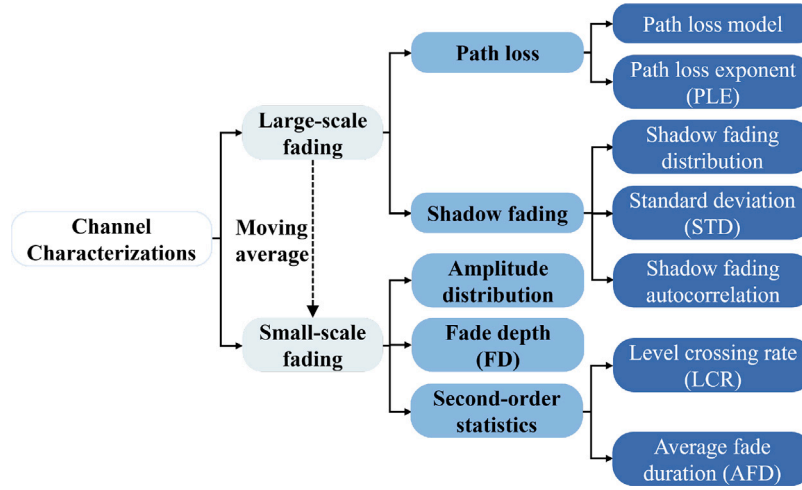 Channel
Characterizations
Large-scale
fading
Moving
average
Small-scale
fading
Path loss
Shadow fading
Amplitude
distribution
Fade depth
(FD)
Second-order
statistics
Path loss model
Path loss exponent
(PLE)
Shadow fading
distribution
Standard deviation
(STD)
Shadow fading
autocorrelation
Level crossing rate
(LCR)
Average fade
duration (AFD)